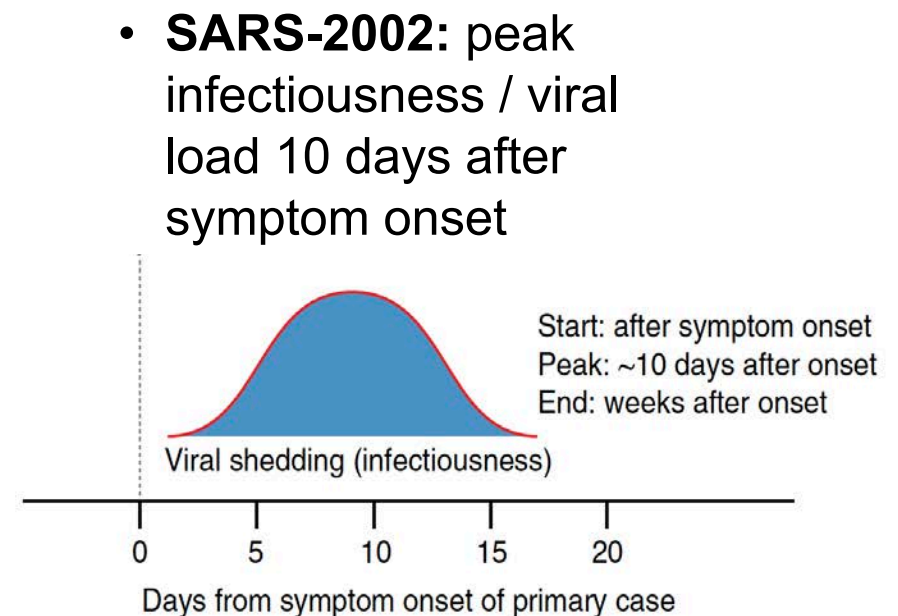 • SARS-2002: peak
infectiousness / viral
load 10 days after
symptom onset
Start: after symptom onset
Peak: ~10 days after onset
End: weeks after onset
Viral shedding (infectiousness)
0 5 10 15 20
Days from symptom onset of primary case